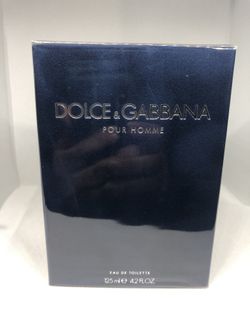 DOLCE & GABBANA
POUR HOMME
EAU DE TOILETTE
125 ml ℮ 4.2 FL.OZ.